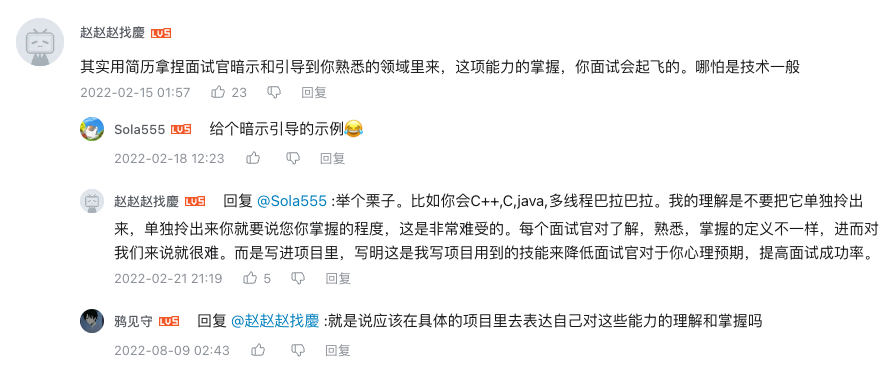 赵赵赵找慶 LV5
其实用简历拿捏面试官暗示和引导到你熟悉的领域里来，这项能力的掌握，你面试会起飞的。哪怕是技术一般
2022-02-15 01:57 23 回复
Sola555 LV5 给个暗示引导的示例😂
2022-02-18 12:23 回复
赵赵赵找慶 LV5 回复 @Sola555 :举个栗子。比如你会C++,C,java,多线程巴拉巴拉。我的理解是不要把它单独拎出
来，单独拎出来你就要说您你掌握的程度，这是非常难受的。每个面试官对了解，熟悉，掌握的定义不一样，进而对
我们来说就很难。而是写进项目里，写明这是我写项目用到的技能来降低面试官对于你心理预期，提高面试成功率。
2022-02-21 21:19 5 回复
鸦见守 LV5 回复 @赵赵赵找慶 :就是说应该在具体的项目里去表达自己对这些能力的理解和掌握吗
2022-08-09 02:43 回复